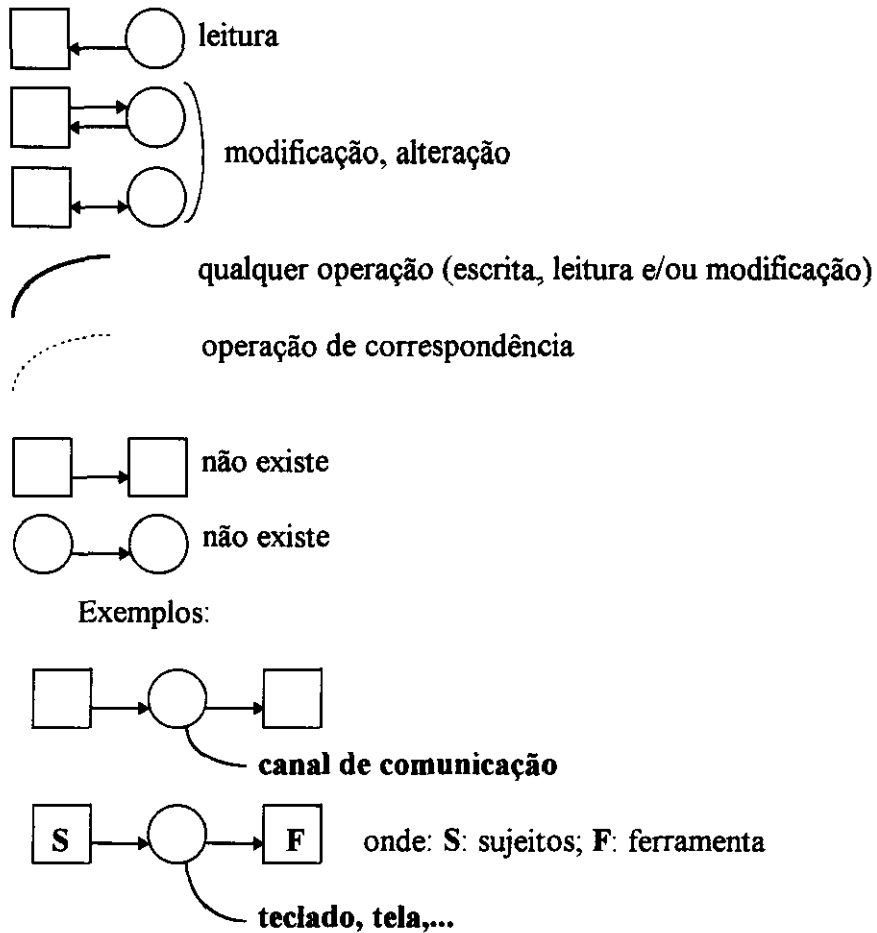 leitura
modificação, alteração
qualquer operação (escrita, leitura e/ou modificação)
operação de correspondência
não existe
não existe
Exemplos:
canal de comunicação
S F onde: S: sujeitos; F: ferramenta
teclado, tela,...